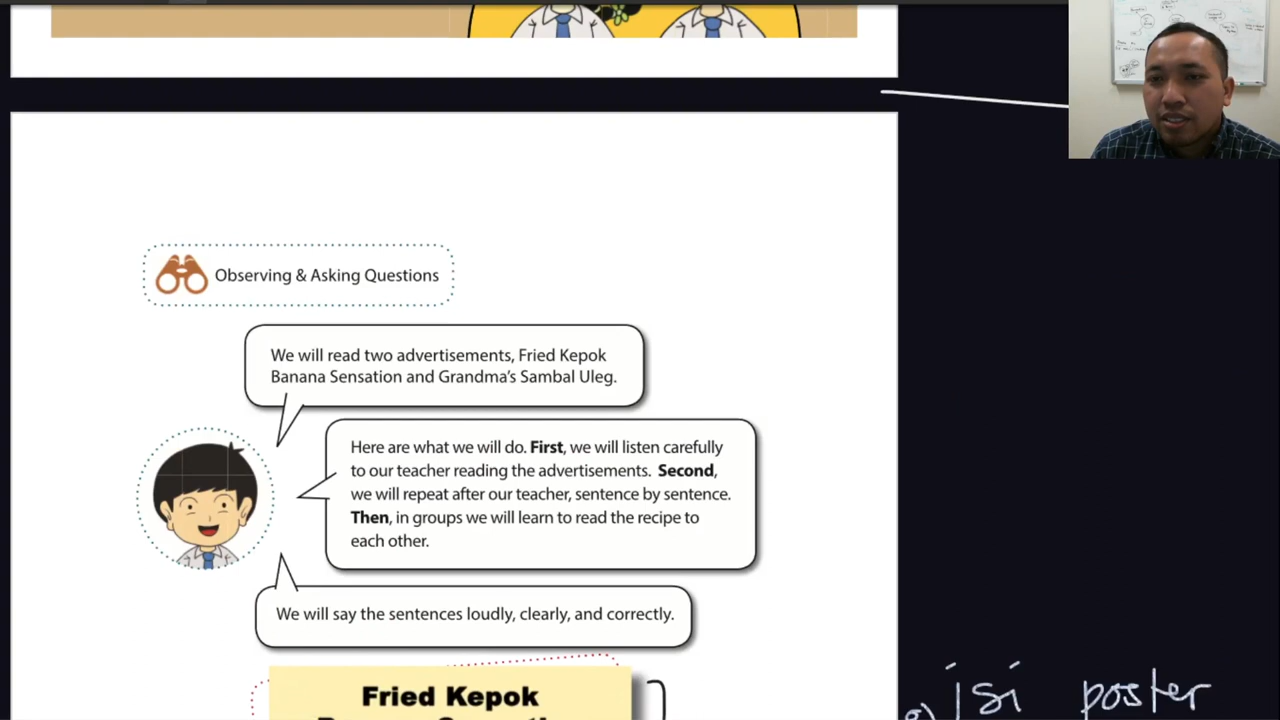 Observing & Asking Questions
We will read two advertisements, Fried Kepok
Banana Sensation and Grandma's Sambal Uleg.
Here are what we will do. First, we will listen carefully
to our teacher reading the advertisements. Second,
we will repeat after our teacher, sentence by sentence.
Then, in groups we will learn to read the recipe to
each other.
We will say the sentences loudly, clearly, and correctly.
Fried Kepok
isi poster